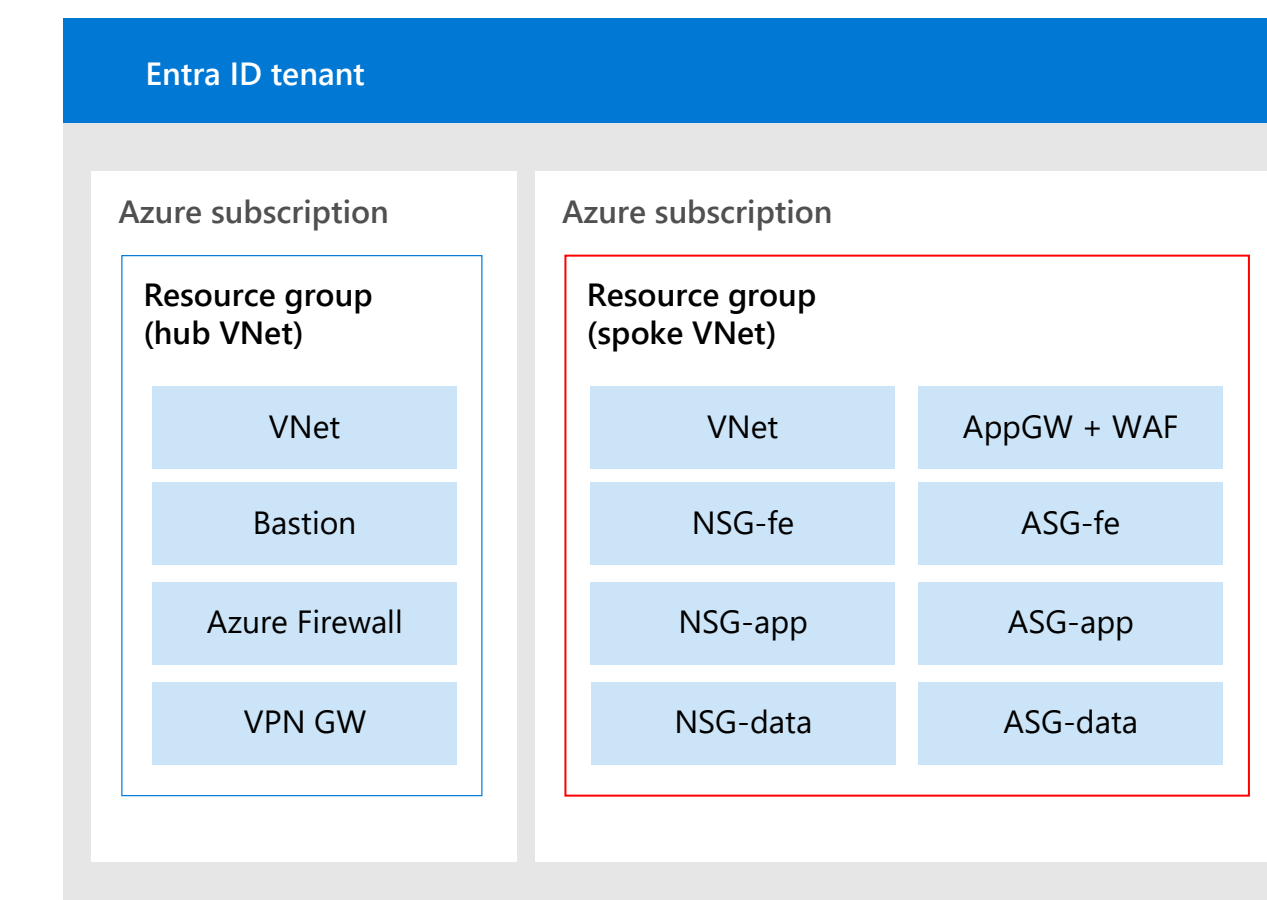 Entra ID tenant
Azure subscription
Resource group
(hub VNet)
VNet
Bastion
Azure Firewall
VPN GW
Azure subscription
Resource group
(spoke VNet)
VNet
AppGW + WAF
NSG-fe
ASG-fe
NSG-app
ASG-app
NSG-data
ASG-data